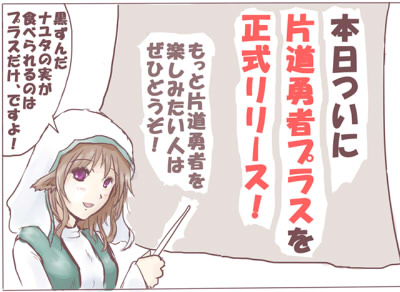 本日ついに
片道勇者プラスを
正式リリース！
もっと片道勇者を
楽しみたい人は
ぜひどうぞ！
黒ずんだ
ナユタの実が
食べられるのは
プラスだけ、ですよ！